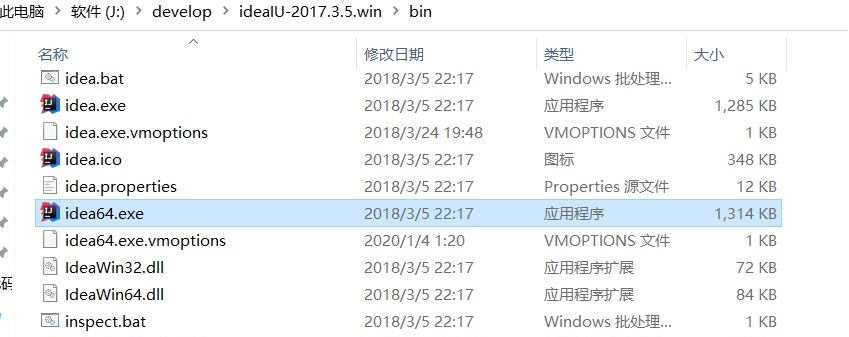 此电脑 > 软件 (J:) > develop > ideaIU-2017.3.5.win > bin
名称 修改日期 类型 大小
idea.bat 2018/3/5 22:17 Windows 批处理... 5 KB
idea.exe 2018/3/5 22:17 应用程序 1,285 KB
idea.exe.vmoptions 2018/3/24 19:48 VMOPTIONS 文件 1 KB
idea.ico 2018/3/5 22:17 图标 348 KB
idea.properties 2018/3/5 22:17 Properties 源文件 12 KB
idea64.exe 2018/3/5 22:17 应用程序 1,314 KB
idea64.exe.vmoptions 2020/1/4 1:20 VMOPTIONS 文件 1 KB
IdeaWin32.dll 2018/3/5 22:17 应用程序扩展 72 KB
IdeaWin64.dll 2018/3/5 22:17 应用程序扩展 84 KB
inspect.bat 2018/3/5 22:17 Windows 批处理... 1 KB